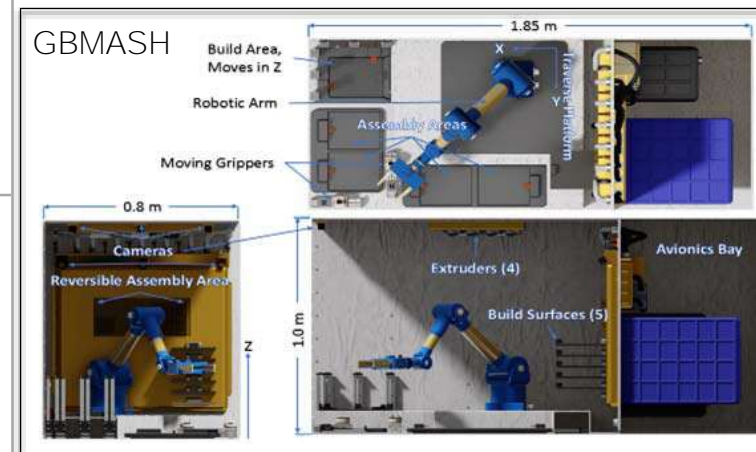 GBMASH
1.85 m
Build Area,
Moves in Z
X
Y
Traverse Platform
Robotic Arm
Assembly Areas
Moving Grippers
0.8 m
Cameras
Reversible Assembly Area
Z
1.0 m
Extruders (4)
Build Surfaces (5)
Avionics Bay